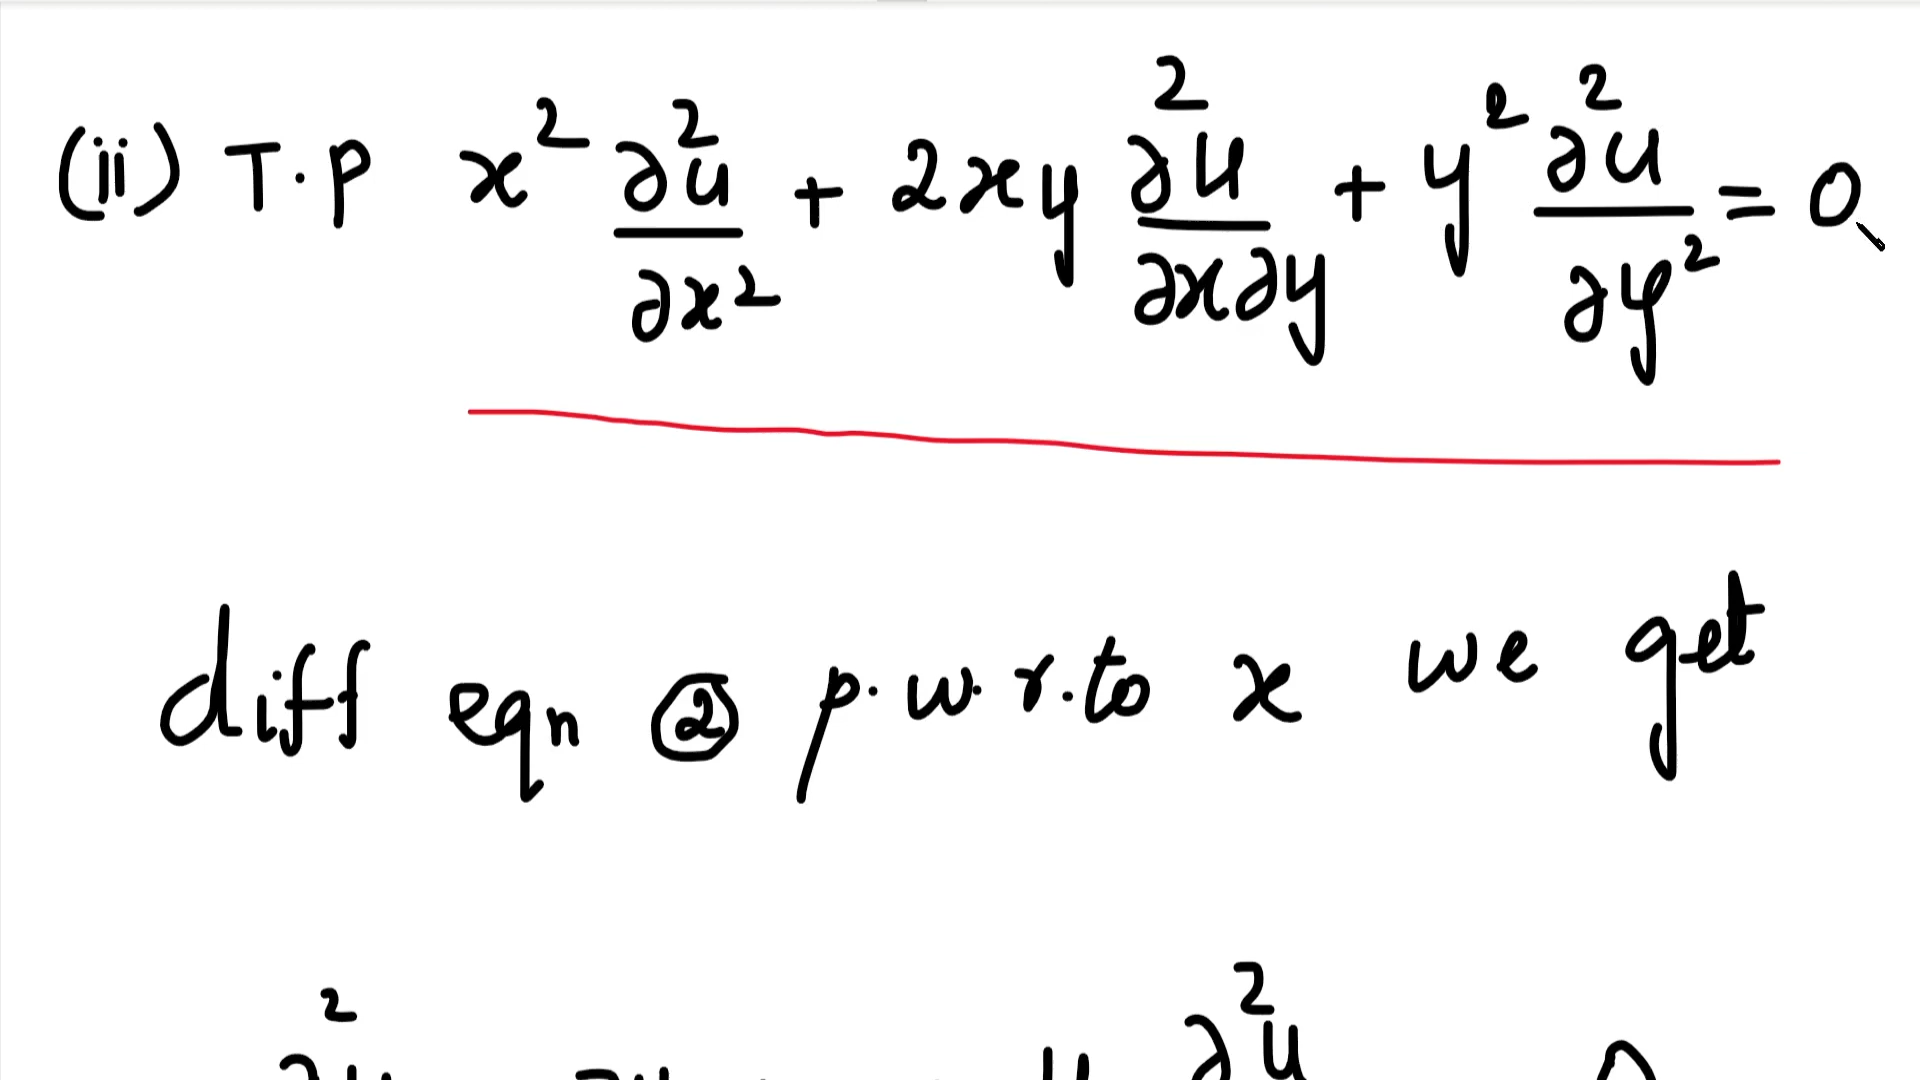 (ii) T.P x² ∂²u/∂x² + 2xy ∂²u/∂x∂y + y² ∂²u/∂y² = 0
diff eqn ② p.w.r.to x we get